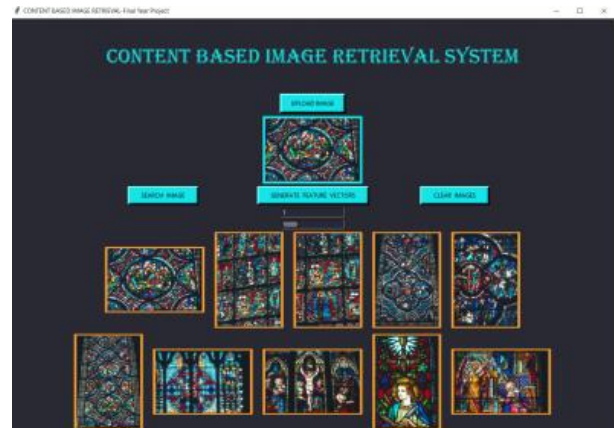 CONTENT BASED IMAGE RETRIEVAL-Final Year Project
CONTENT BASED IMAGE RETRIEVAL SYSTEM
UPLOAD IMAGE
SEARCH IMAGE
GENERATE FEATURE VECTORS
CLEAR IMAGES
1